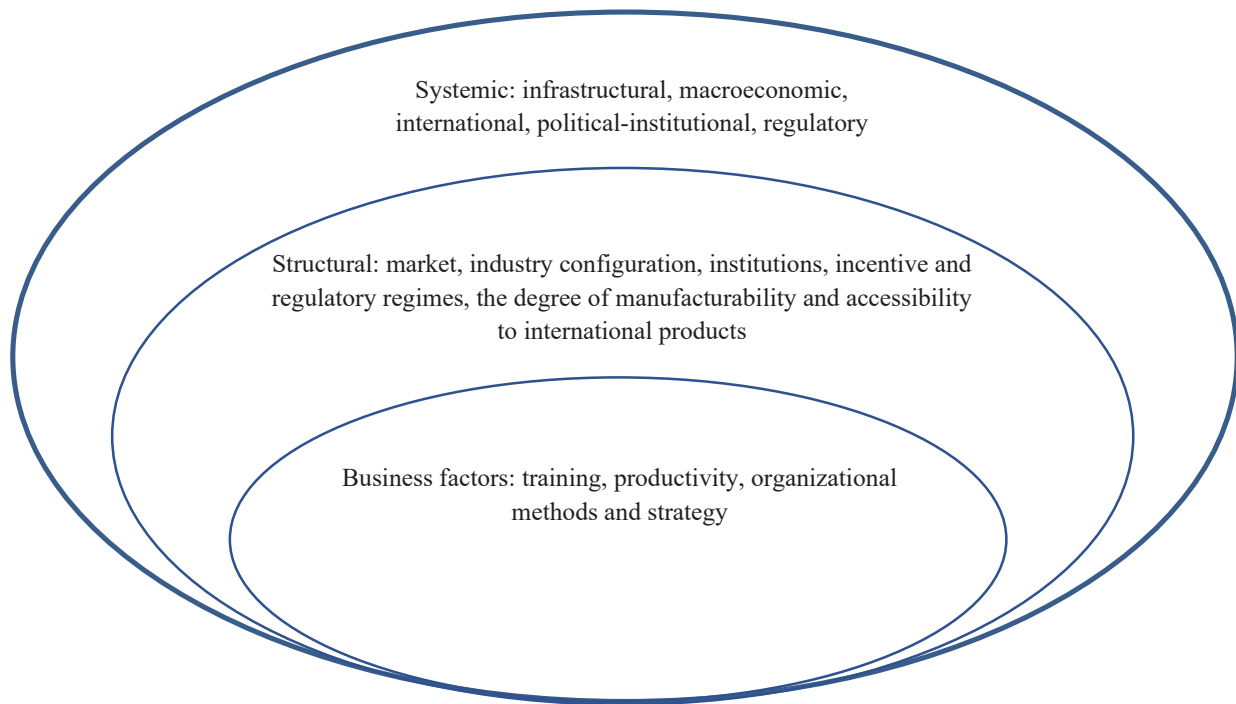 Systemic: infrastructural, macroeconomic,
international, political-institutional, regulatory
Structural: market, industry configuration, institutions, incentive and
regulatory regimes, the degree of manufacturability and accessibility
to international products
Business factors: training, productivity, organizational
methods and strategy